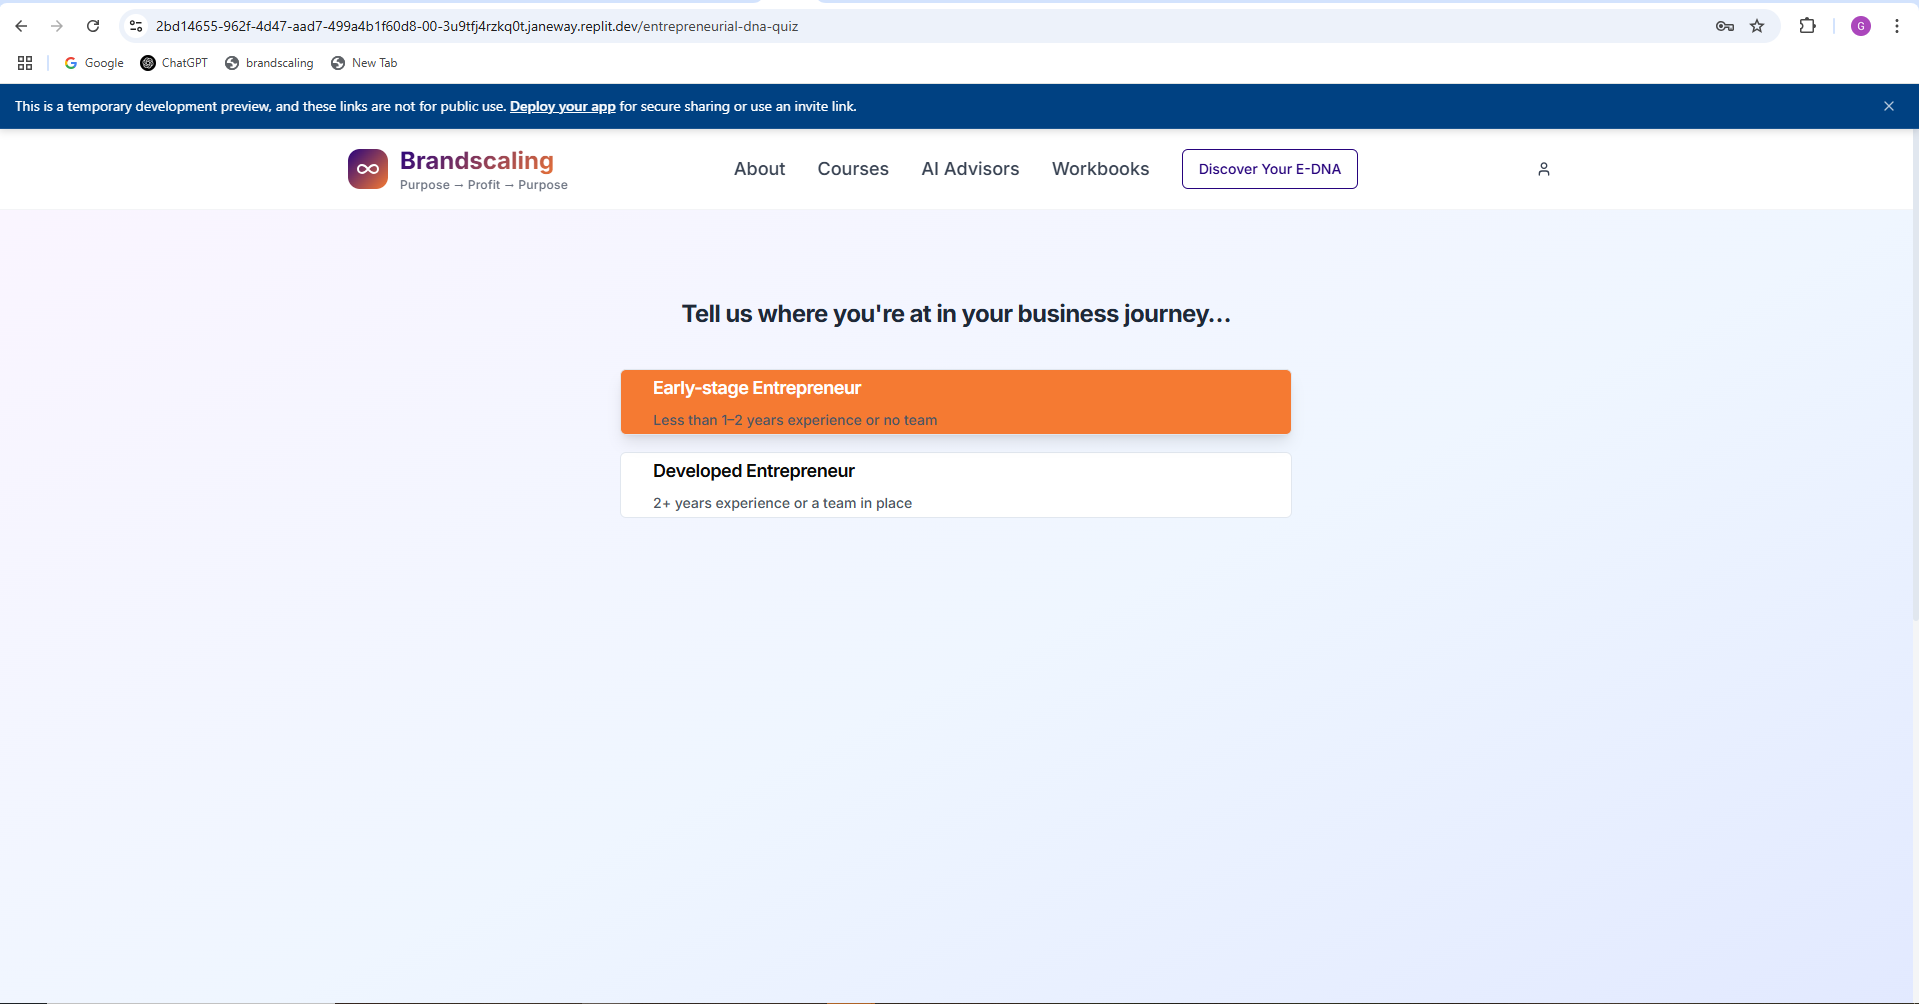 2bd14655-962f-4d47-aad7-499a4b1f60d8-00-3u9tfj4rzkq0t.janeway.replit.dev/entrepreneurial-dna-quiz
G
Google ChatGPT brandscaling New Tab
This is a temporary development preview, and these links are not for public use. Deploy your app for secure sharing or use an invite link.
Brandscaling
Purpose → Profit → Purpose
About Courses AI Advisors Workbooks Discover Your E-DNA
Tell us where you're at in your business journey...
Early-stage Entrepreneur
Less than 1–2 years experience or no team
Developed Entrepreneur
2+ years experience or a team in place